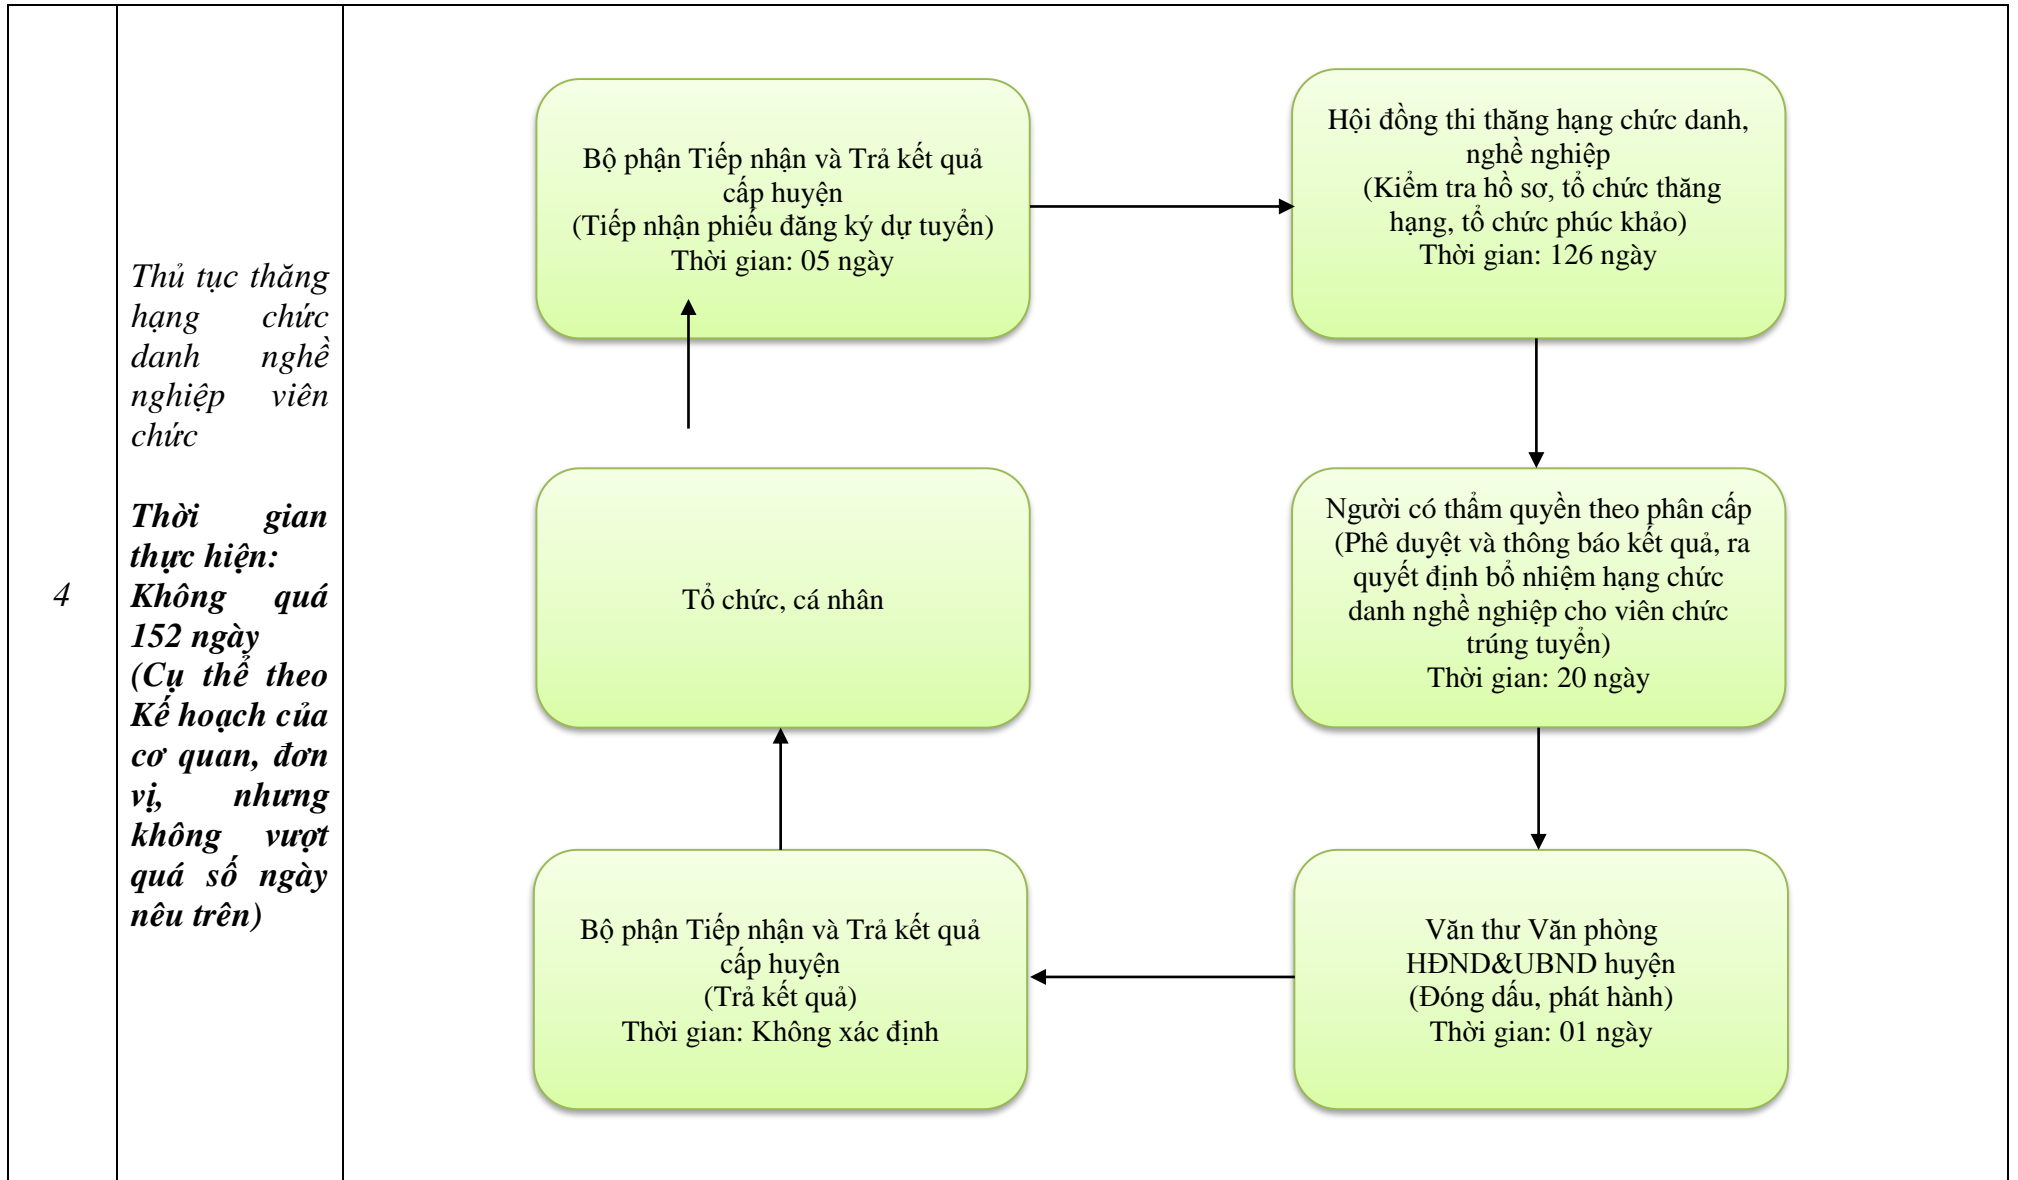 4
Thủ tục thăng
hạng chức
danh nghề
nghiệp viên
chức
Thời gian
thực hiện:
Không quá
152 ngày
(Cụ thể theo
Kế hoạch của
cơ quan, đơn
vị, nhưng
không vượt
quá số ngày
nêu trên)
Bộ phận Tiếp nhận và Trả kết quả
cấp huyện
(Tiếp nhận phiếu đăng ký dự tuyển)
Thời gian: 05 ngày
Hội đồng thi thăng hạng chức danh,
nghề nghiệp
(Kiểm tra hồ sơ, tổ chức thăng
hạng, tổ chức phúc khảo)
Thời gian: 126 ngày
Người có thẩm quyền theo phân cấp
(Phê duyệt và thông báo kết quả, ra
quyết định bổ nhiệm hạng chức
danh nghề nghiệp cho viên chức
trúng tuyển)
Thời gian: 20 ngày
Văn thư Văn phòng
HĐND&UBND huyện
(Đóng dấu, phát hành)
Thời gian: 01 ngày
Bộ phận Tiếp nhận và Trả kết quả
cấp huyện
(Trả kết quả)
Thời gian: Không xác định
Tổ chức, cá nhân